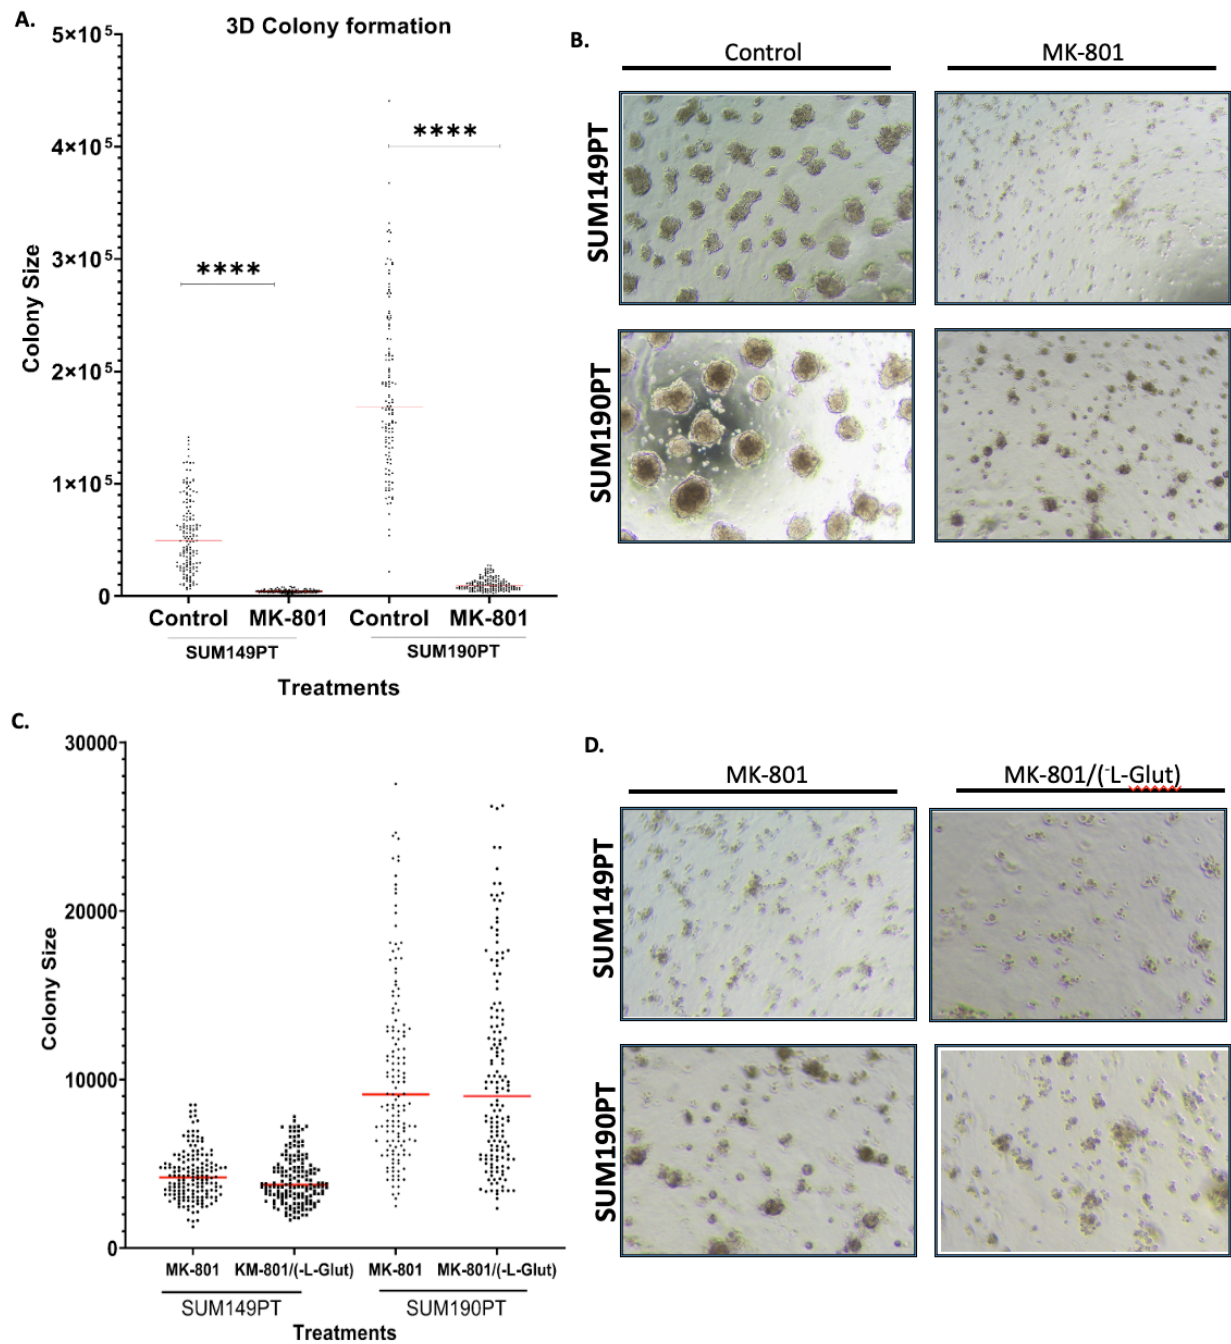 A.
3D Colony formation
5×10⁵
4×10⁵
3×10⁵
2×10⁵
1×10⁵
0
Colony Size
****
****
Control MK-801 Control MK-801
SUM149PT SUM190PT
Treatments
B.
Control MK-801
SUM149PT
SUM190PT
C.
30000
20000
10000
0
Colony Size
MK-801 KM-801/(-L-Glut) MK-801 MK-801/(-L-Glut)
SUM149PT SUM190PT
Treatments
D.
MK-801 MK-801/(⁻L-Glut)
SUM149PT
SUM190PT